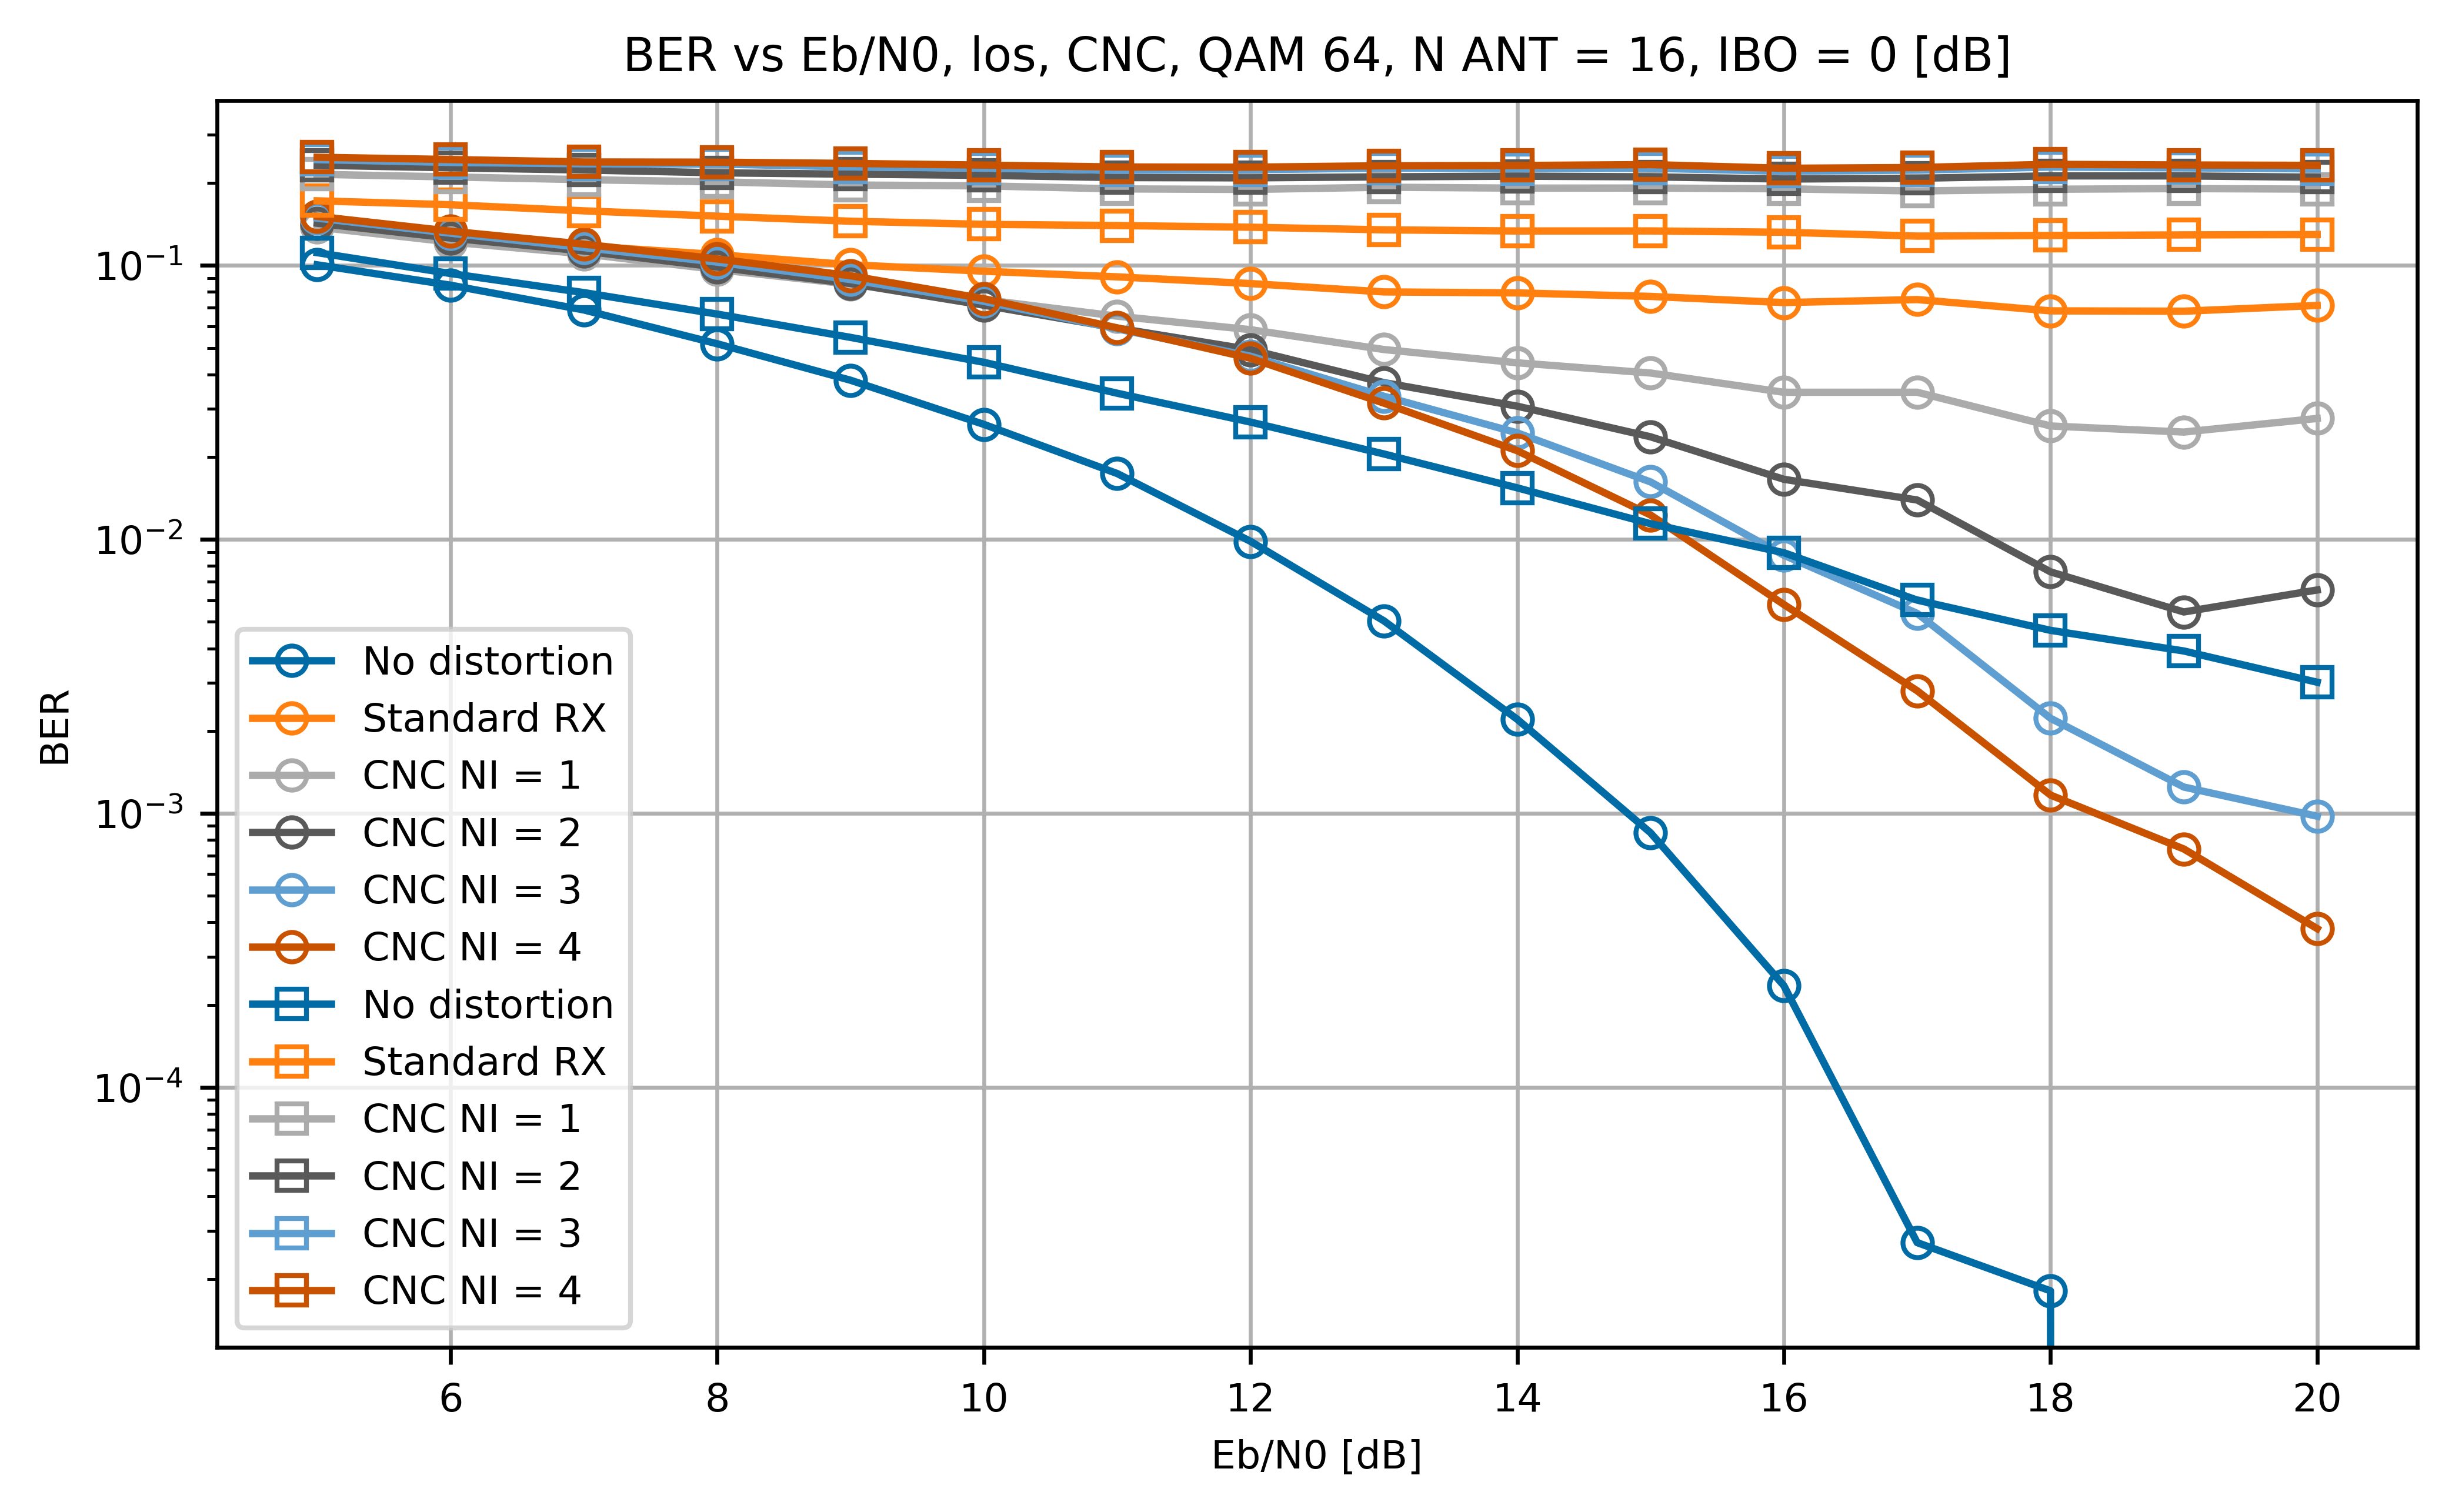 BER vs Eb/N0, los, CNC, QAM 64, N ANT = 16, IBO = 0 [dB]
BER
10⁻¹
10⁻²
10⁻³
10⁻⁴
No distortion
Standard RX
CNC NI = 1
CNC NI = 2
CNC NI = 3
CNC NI = 4
No distortion
Standard RX
CNC NI = 1
CNC NI = 2
CNC NI = 3
CNC NI = 4
6 8 10 12 14 16 18 20
Eb/N0 [dB]